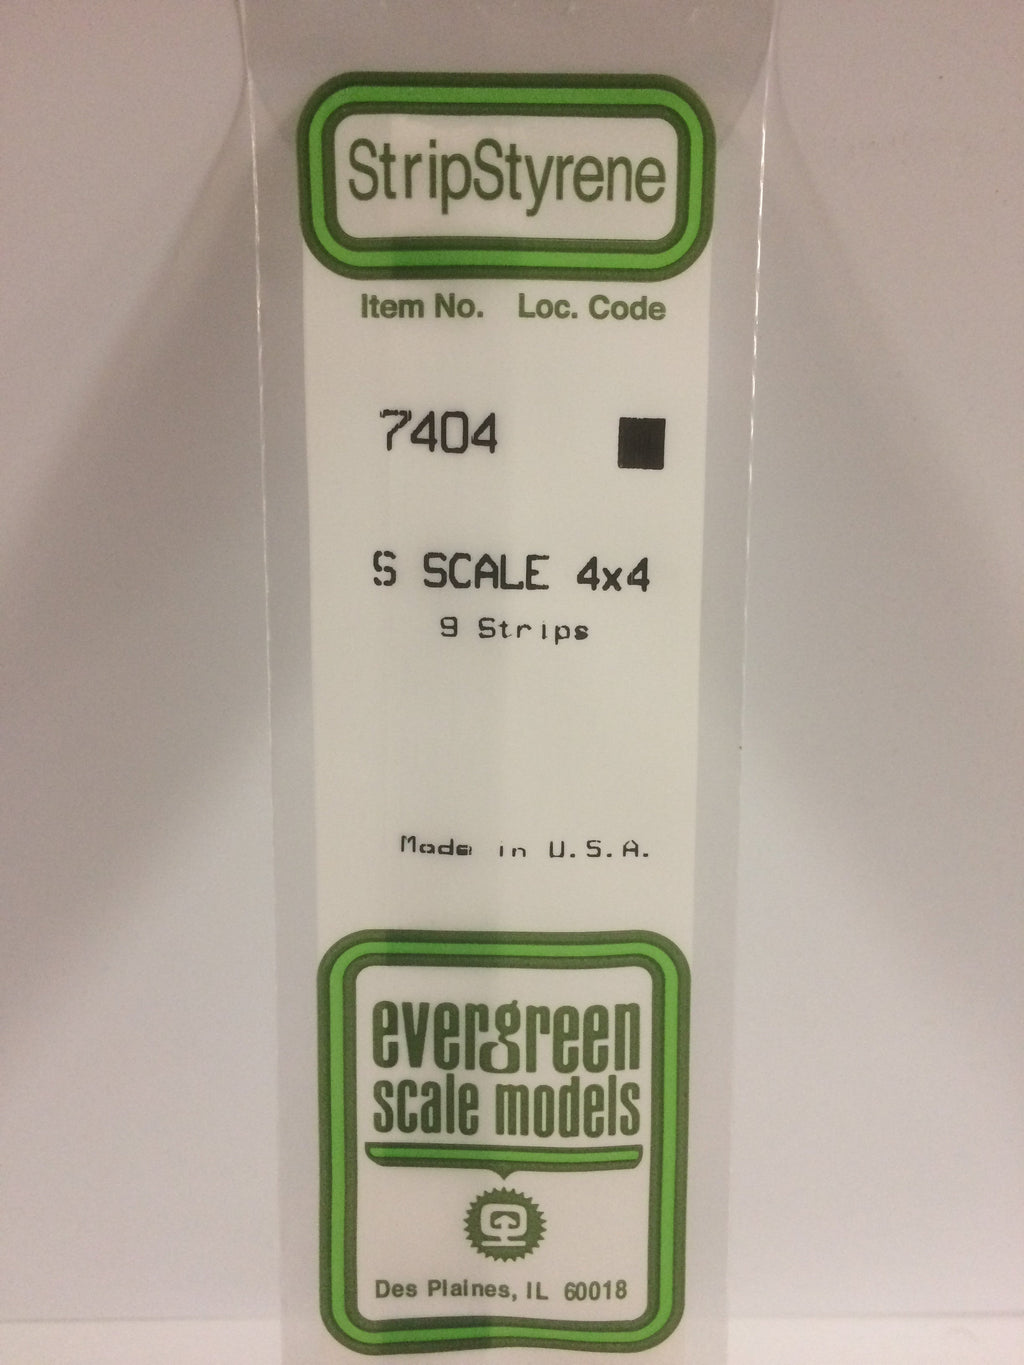 StripStyrene
Item No. Loc. Code
7404
S SCALE 4x4
9 Strips
Made in U.S.A.
evergreen
scale models
Des Plaines, IL 60018